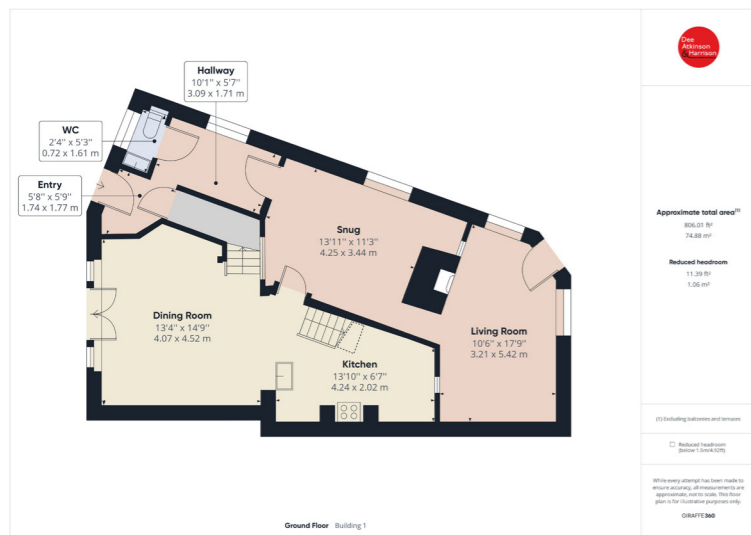 Hallway
10'1" x 5'7"
3.09 x 1.71 m
WC
2'4" x 5'3"
0.72 x 1.61 m
Entry
5'8" x 5'9"
1.74 x 1.77 m
Snug
13'11" x 11'3"
4.25 x 3.44 m
Dining Room
13'4" x 14'9"
4.07 x 4.52 m
Living Room
10'6" x 17'9"
3.21 x 5.42 m
Kitchen
13'10" x 6'7"
4.24 x 2.02 m
Ground Floor Building 1
Dee
Atkinson
& Harrison
Approximate total area(1)
806.01 ft²
74.88 m²
Reduced headroom
11.39 ft²
1.06 m²
(1) Excluding balconies and terraces
Reduced headroom
(below 1.5m/4.92ft)
While every attempt has been made to
ensure accuracy, all measurements are
approximate, not to scale. This floor
plan is for illustrative purposes only.
GIRAFFE360